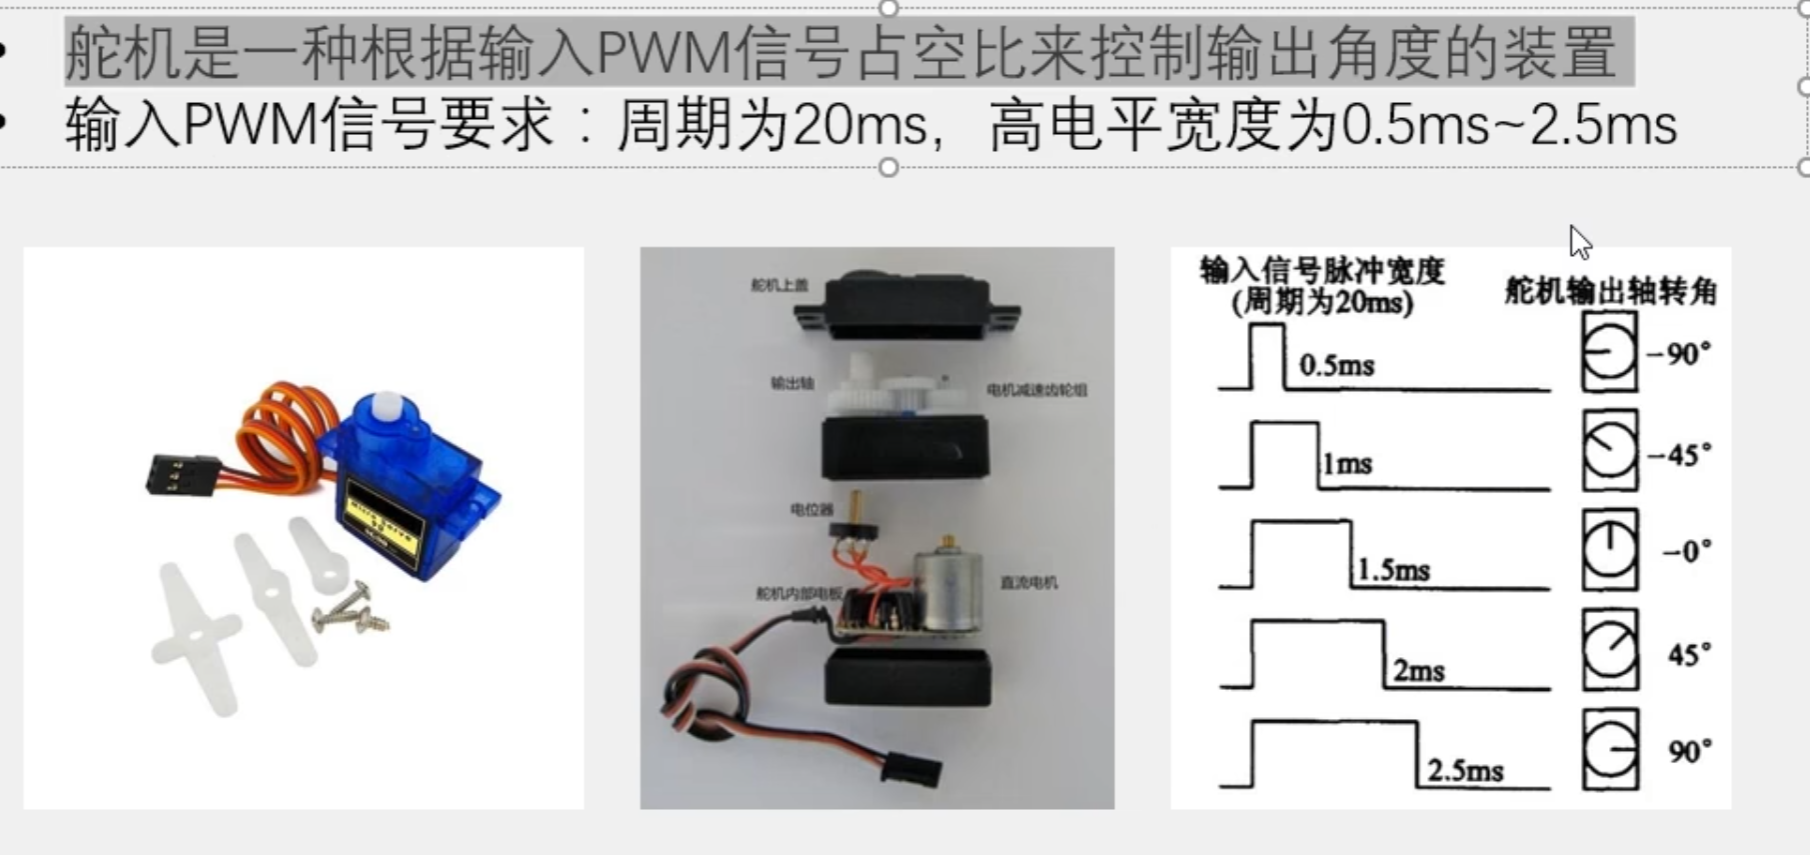 舵机是一种根据输入PWM信号占空比来控制输出角度的装置
输入PWM信号要求：周期为20ms，高电平宽度为0.5ms~2.5ms
舵机上盖
输出轴
电机减速齿轮组
电位器
直流电机
舵机内部电板
输入信号脉冲宽度
(周期为20ms)
舵机输出轴转角
0.5ms
-90°
1ms
-45°
1.5ms
-0°
2ms
45°
2.5ms
90°